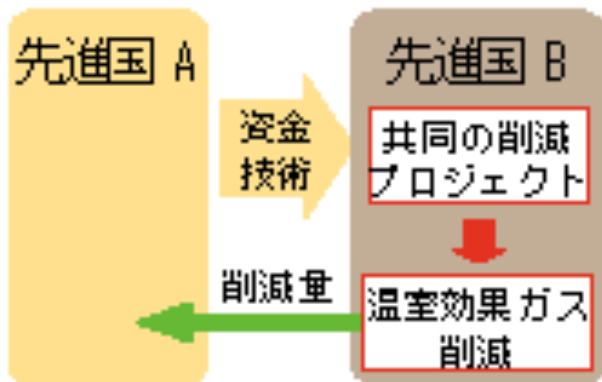 先進国 A
先進国 B
資金
技術
共同の削減
プロジェクト
削減量
温室効果ガス
削減